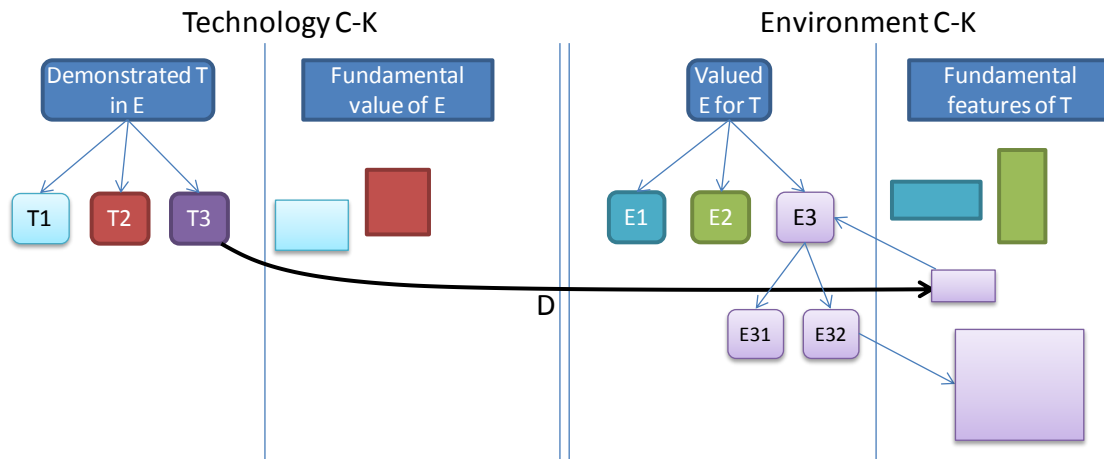 Technology C-K
Environment C-K
Demonstrated T
in E
Fundamental
value of E
Valued
E for T
Fundamental
features of T
T1
T2
T3
E1
E2
E3
D
E31
E32